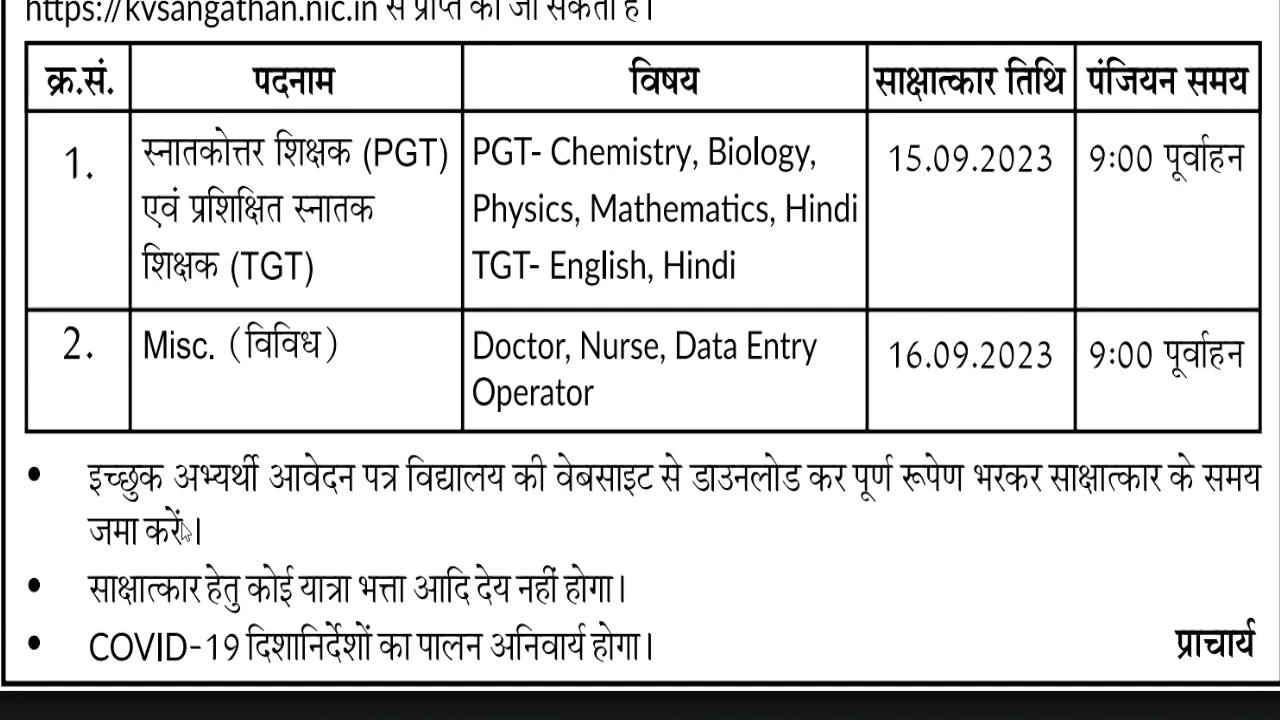 https://kvsangathan.nic.in से प्राप्त की जा सकती है।
क्र.सं. पदनाम विषय साक्षात्कार तिथि पंजियन समय
1. स्नातकोत्तर शिक्षक (PGT) PGT- Chemistry, Biology, 15.09.2023 9:00 पूर्वाहन
एवं प्रशिक्षित स्नातक Physics, Mathematics, Hindi
शिक्षक (TGT) TGT- English, Hindi
2. Misc. (विविध) Doctor, Nurse, Data Entry 16.09.2023 9:00 पूर्वाहन
Operator
• इच्छुक अभ्यर्थी आवेदन पत्र विद्यालय की वेबसाइट से डाउनलोड कर पूर्ण रूपेण भरकर साक्षात्कार के समय
जमा करें।
• साक्षात्कार हेतु कोई यात्रा भत्ता आदि देय नहीं होगा।
• COVID-19 दिशानिर्देशों का पालन अनिवार्य होगा।
प्राचार्य